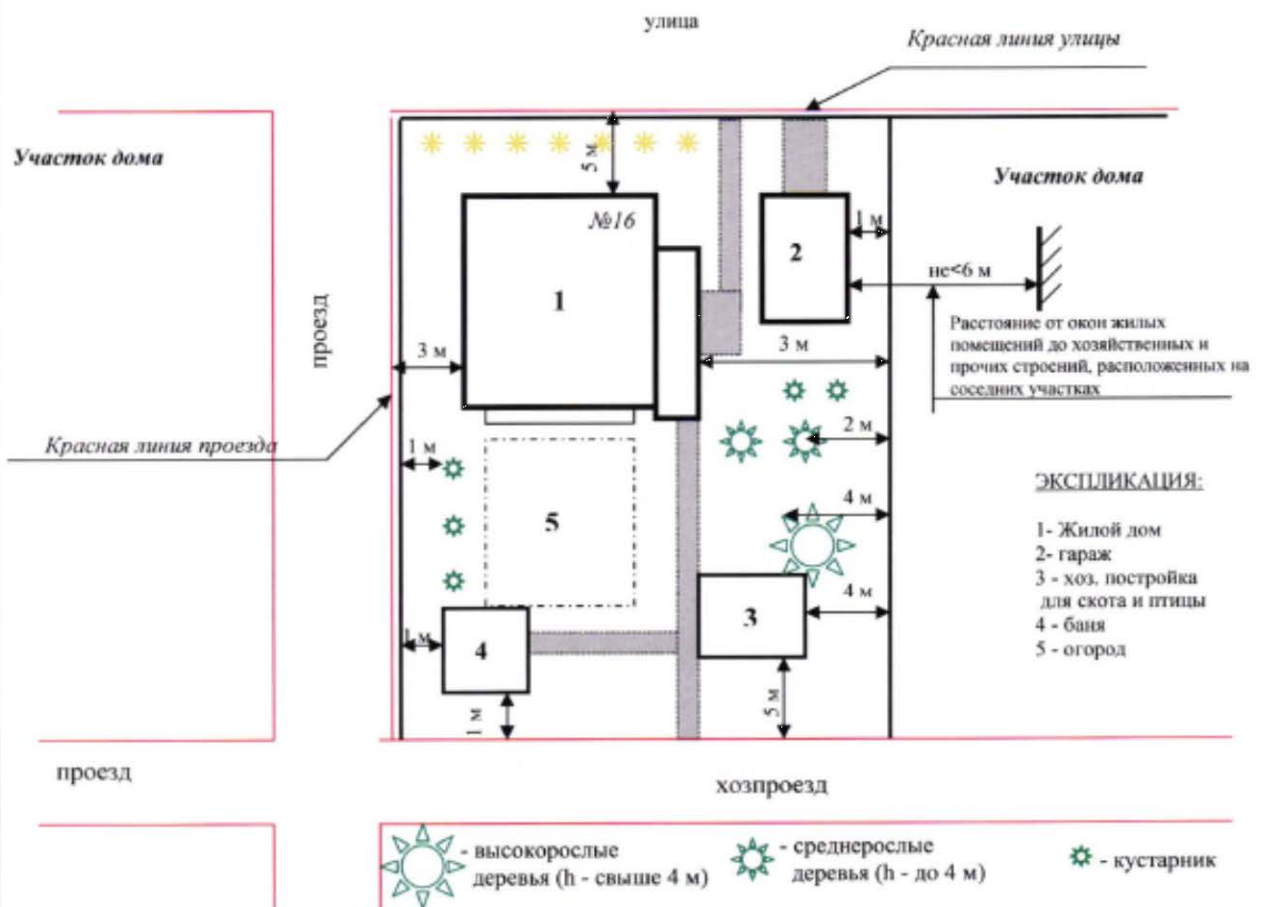 улица
Красная линия улицы
Участок дома
5 м
Участок дома
№16
1 м
2
не<6 м
1
проезд
Расстояние от окон жилых
помещений до хозяйственных и
прочих строений, расположенных на
соседних участках
3 м
3 м
Красная линия проезда
1 м
2 м
ЭКСПЛИКАЦИЯ:
4 м
5
1- Жилой дом
2- гараж
3 - хоз. постройка
для скота и птицы
4 - баня
5 - огород
4 м
3
1 м
4
5 м
1 м
проезд
хозпроезд
- высокорослые
деревья (h - свыше 4 м)
- среднерослые
деревья (h - до 4 м)
- кустарник